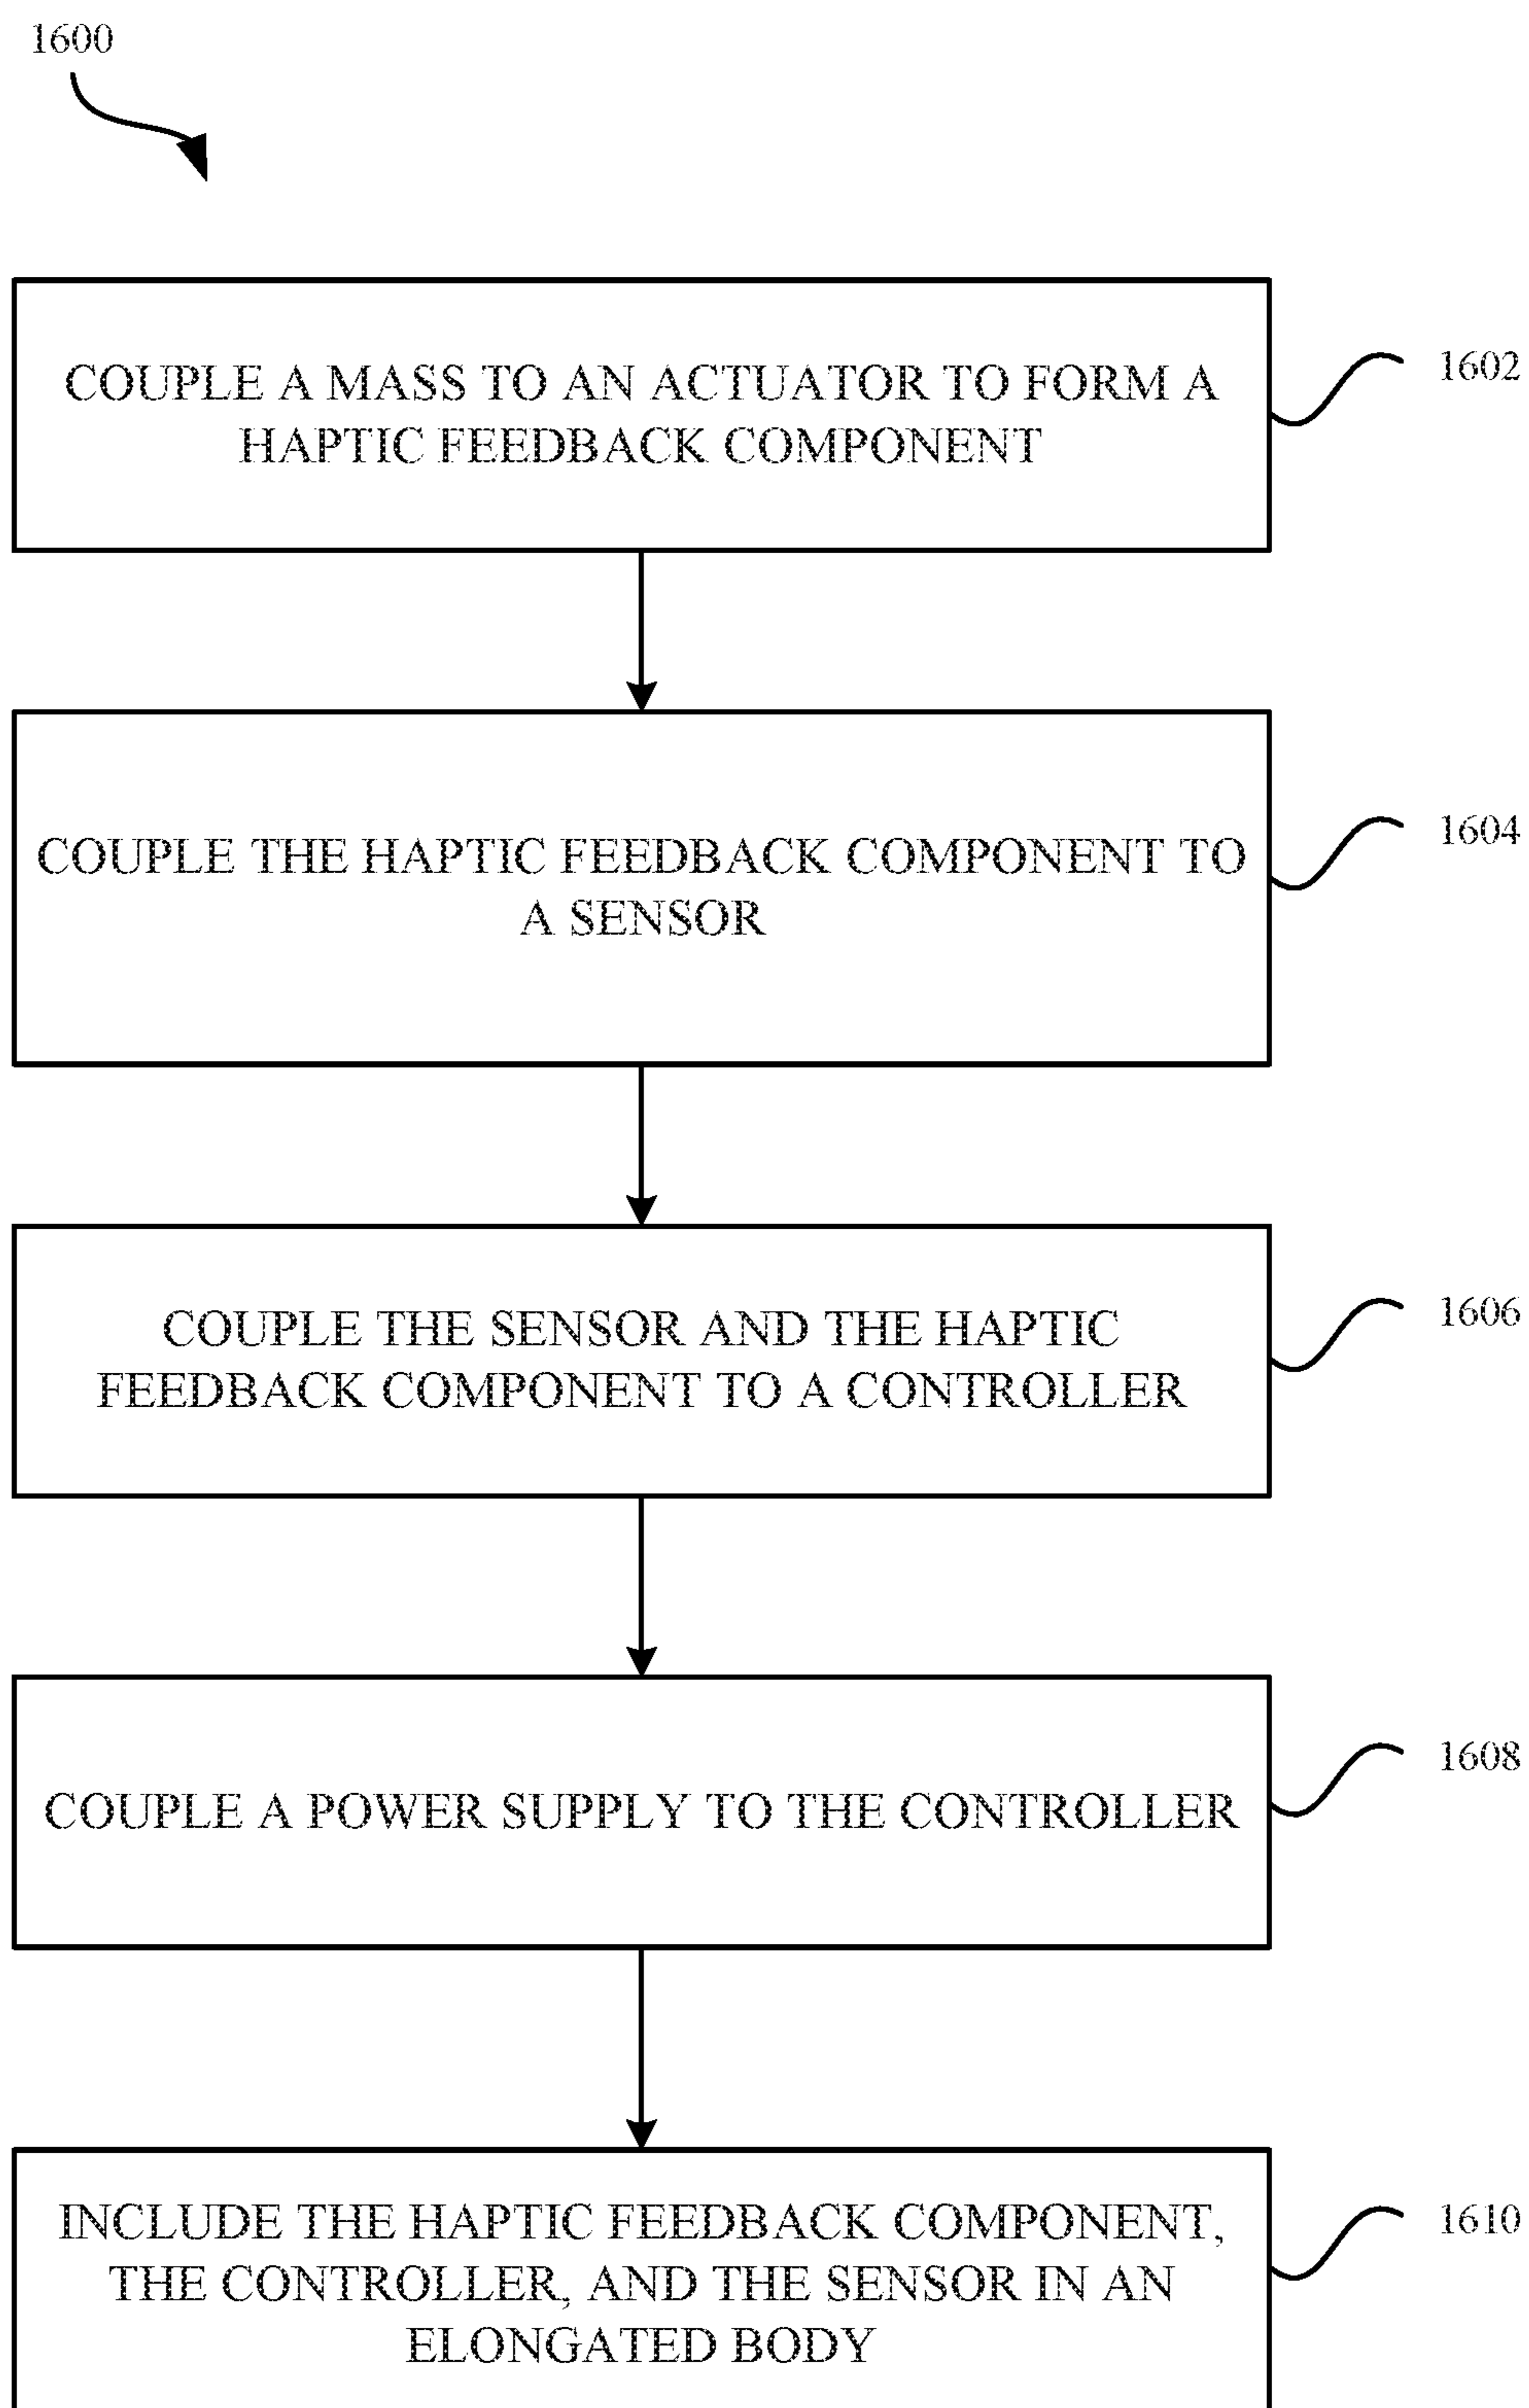 1600
COUPLE A MASS TO AN ACTUATOR TO FORM A
HAPTIC FEEDBACK COMPONENT
1602
COUPLE THE HAPTIC FEEDBACK COMPONENT TO
A SENSOR
1604
COUPLE THE SENSOR AND THE HAPTIC
FEEDBACK COMPONENT TO A CONTROLLER
1606
COUPLE A POWER SUPPLY TO THE CONTROLLER
1608
INCLUDE THE HAPTIC FEEDBACK COMPONENT,
THE CONTROLLER, AND THE SENSOR IN AN
ELONGATED BODY
1610